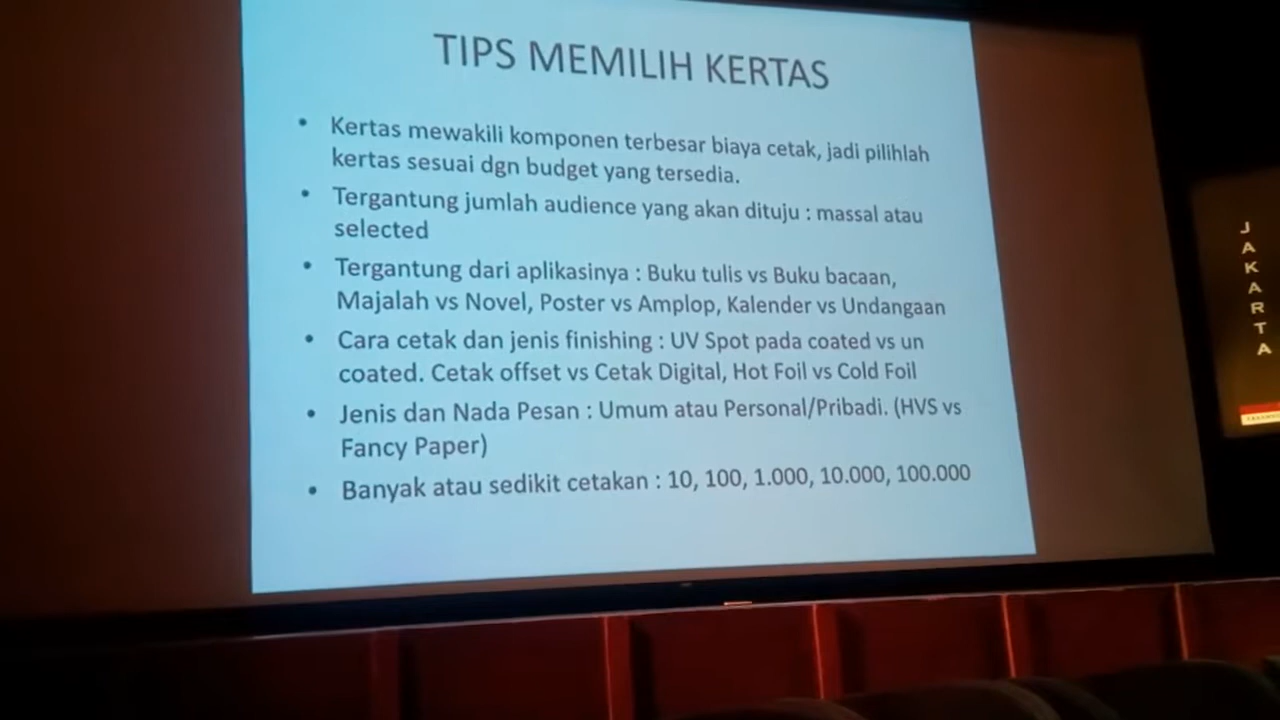 TIPS MEMILIH KERTAS
• Kertas mewakili komponen terbesar biaya cetak, jadi pilihlah
kertas sesuai dgn budget yang tersedia.
• Tergantung jumlah audience yang akan dituju : massal atau
selected
• Tergantung dari aplikasinya : Buku tulis vs Buku bacaan,
Majalah vs Novel, Poster vs Amplop, Kalender vs Undangaan
• Cara cetak dan jenis finishing : UV Spot pada coated vs un
coated. Cetak offset vs Cetak Digital, Hot Foil vs Cold Foil
• Jenis dan Nada Pesan : Umum atau Personal/Pribadi. (HVS vs
Fancy Paper)
• Banyak atau sedikit cetakan : 10, 100, 1.000, 10.000, 100.000
JAKARTA